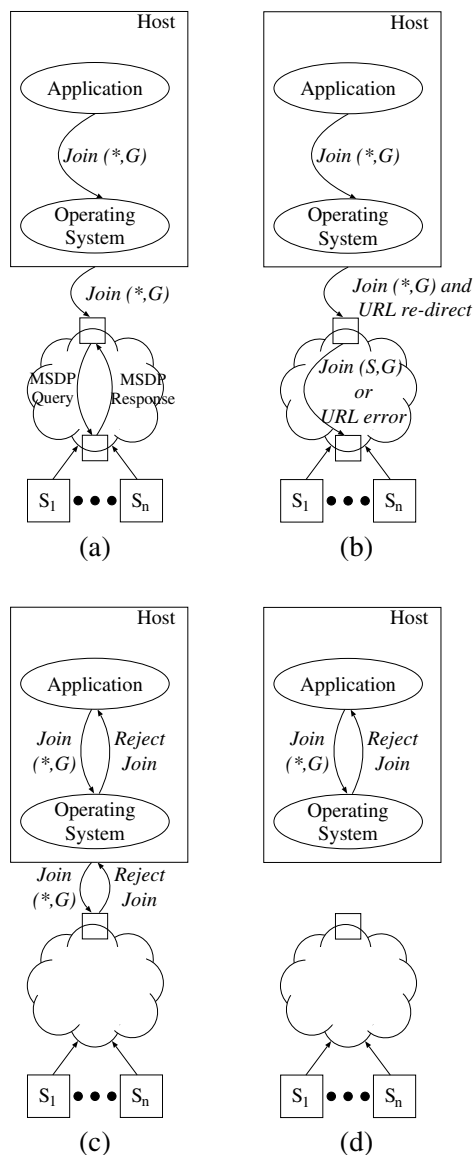 Host
Application
Join (*,G)
Operating
System
Join (*,G)
MSDP
Query
MSDP
Response
S1
Sn
(a)
Host
Application
Join (*,G)
Operating
System
Join (*,G) and
URL re-direct
Join (S,G)
or
URL error
S1
Sn
(b)
Host
Application
Join
(*,G)
Reject
Join
Operating
System
Join
(*,G)
Reject
Join
S1
Sn
(c)
Host
Application
Join
(*,G)
Reject
Join
Operating
System
S1
Sn
(d)